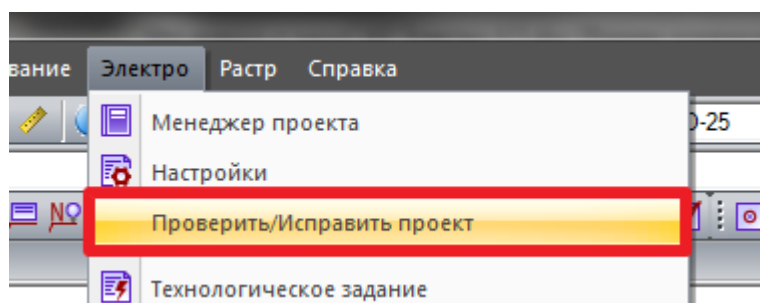 вание Электро Растр Справка
Менеджер проекта
-25
Настройки
Проверить/Исправить проект
Технологическое задание